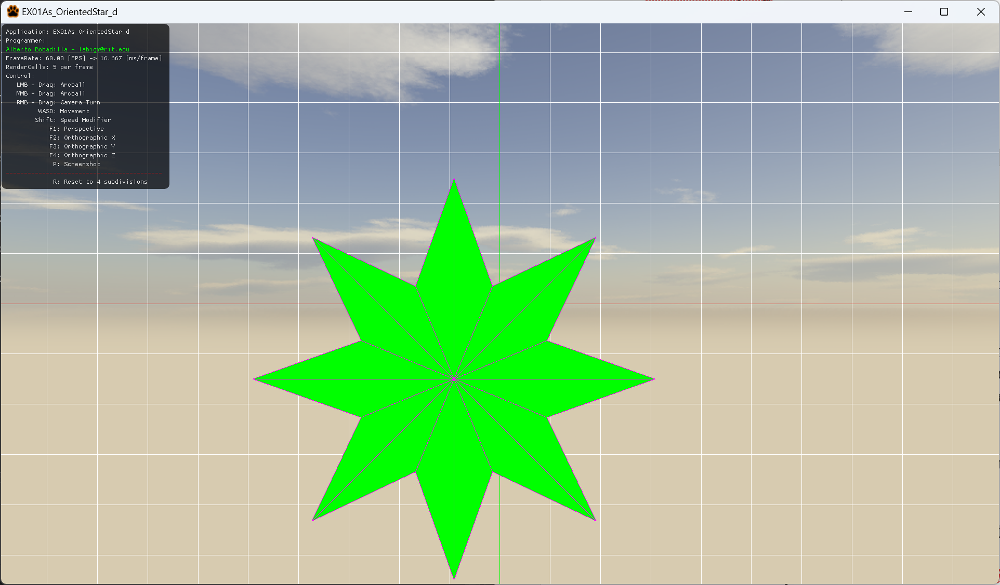 EX01As_OrientedStar_d
Application: EX01As_OrientedStar_d
Programmer:
Alberto Bobadilla - labigm@rit.edu
FrameRate: 60.00 [FPS] -> 16.667 [ms/frame]
RenderCalls: 5 per frame
Control:
LMB + Drag: Arcball
MMB + Drag: Arcball
RMB + Drag: Camera Turn
WASD: Movement
Shift: Speed Modifier
F1: Perspective
F2: Orthographic X
F3: Orthographic Y
F4: Orthographic Z
P: Screenshot
-------------------------------------------
R: Reset to 4 subdivisions